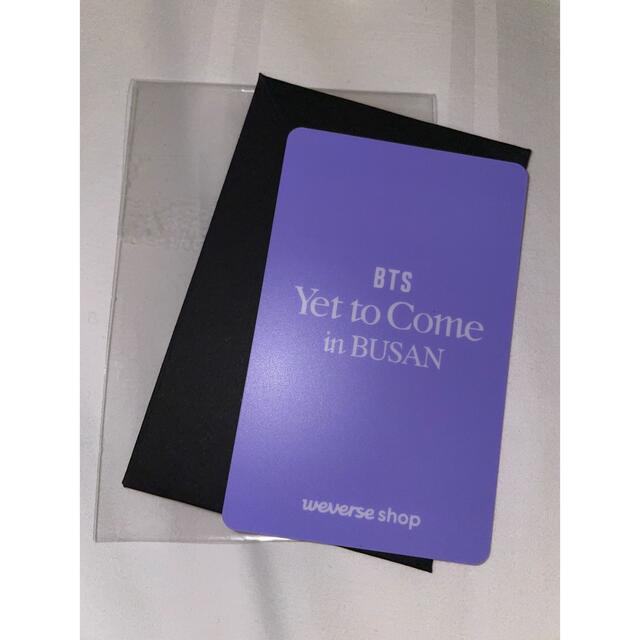 BTS
Yet to Come
in BUSAN
weverse shop